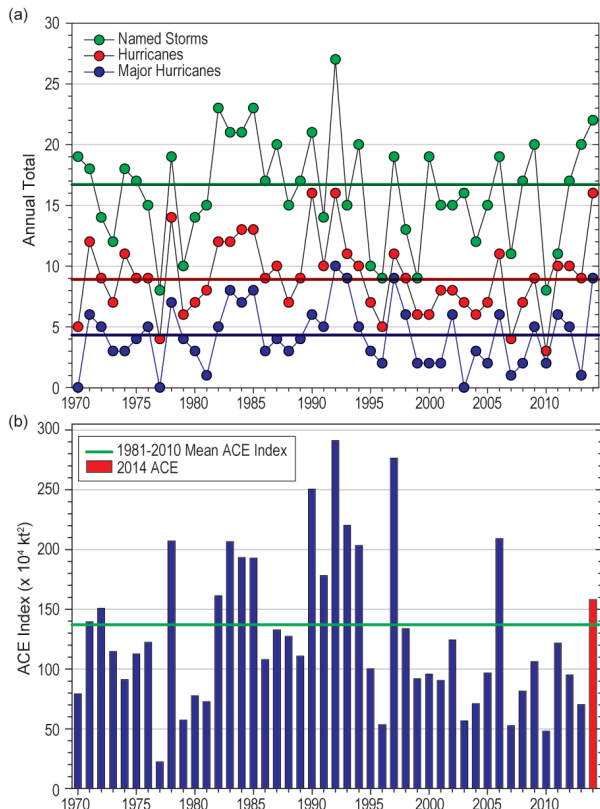 (a)
30
25
20
15
10
5
0
Annual Total
Named Storms
Hurricanes
Major Hurricanes
1970 1975 1980 1985 1990 1995 2000 2005 2010
(b)
300
250
200
150
100
50
0
ACE Index (x 10⁴ kt²)
1981-2010 Mean ACE Index
2014 ACE
1970 1975 1980 1985 1990 1995 2000 2005 2010